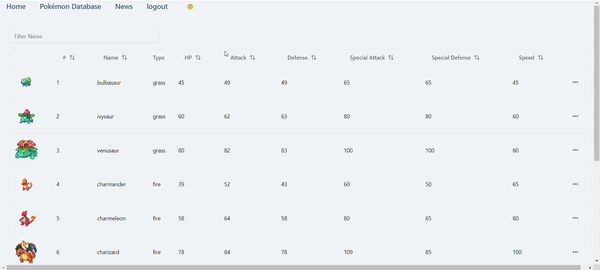 Home Pokémon Database News logout
Filter Name
# Name Type HP Attack Defense Special Attack Special Defense Speed
1 bulbasaur grass 45 49 49 65 65 45 ...
2 ivysaur grass 60 62 63 80 80 60 ...
3 venusaur grass 80 82 83 100 100 80 ...
4 charmander fire 39 52 43 60 50 65 ...
5 charmeleon fire 58 64 58 80 65 80 ...
6 charizard fire 78 84 78 109 85 100 ...